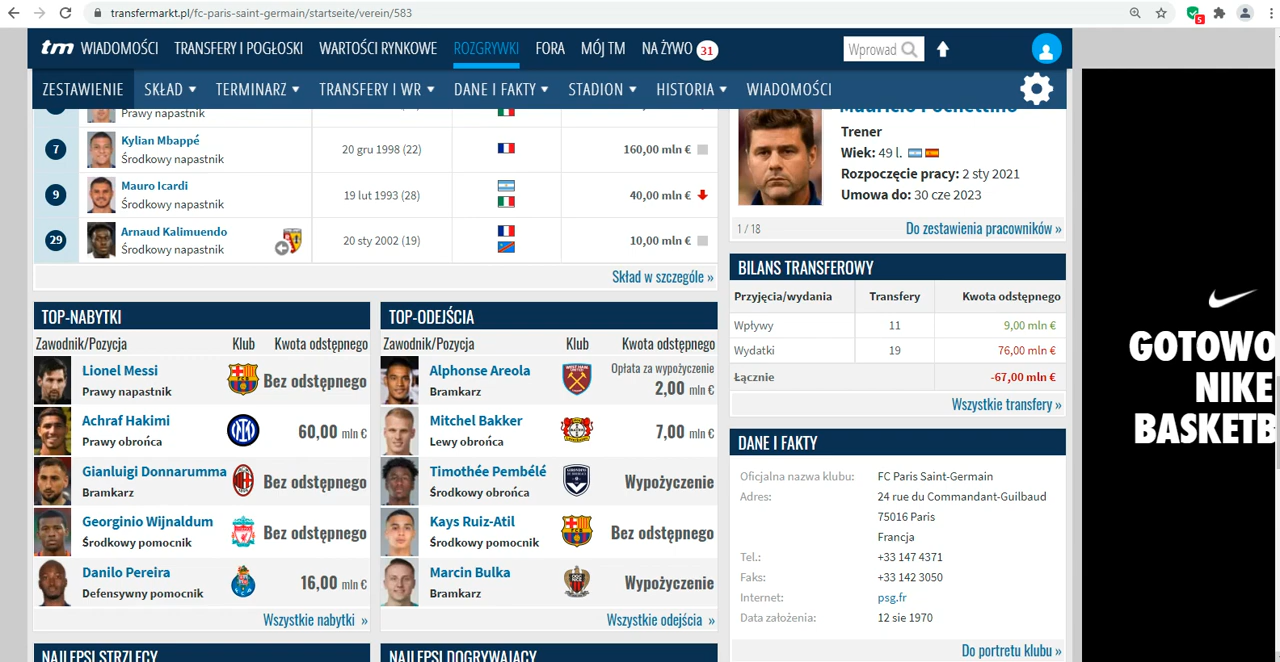 transfermarkt.pl/fc-paris-saint-germain/startseite/verein/583
5
tm WIADOMOŚCI TRANSFERY I POGŁOSKI WARTOŚCI RYNKOWE ROZGRYWKI FORA MÓJ TM NA ŻYWO 31
Wprowad
ZESTAWIENIE SKŁAD TERMINARZ TRANSFERY I WR DANE I FAKTY STADION HISTORIA WIADOMOŚCI
Prawy napastnik
7 Kylian Mbappé 20 gru 1998 (22) 160,00 mln €
Środkowy napastnik
9 Mauro Icardi 19 lut 1993 (28) 40,00 mln €
Środkowy napastnik
29 Arnaud Kalimuendo 20 sty 2002 (19) 10,00 mln €
Środkowy napastnik
Skład w szczególe »
TOP-NABYTKI
Zawodnik/Pozycja Klub Kwota odstępnego
Lionel Messi Bez odstępnego
Prawy napastnik
Achraf Hakimi 60,00 mln €
Prawy obrońca
Gianluigi Donnarumma Bez odstępnego
Bramkarz
Georginio Wijnaldum Bez odstępnego
Środkowy pomocnik
Danilo Pereira 16,00 mln €
Defensywny pomocnik
Wszystkie nabytki »
NAJLEPSI STRZELCY
TOP-ODEJŚCIA
Zawodnik/Pozycja Klub Kwota odstępnego
Alphonse Areola Opłata za wypożyczenie
Bramkarz 2,00 mln €
Mitchel Bakker 7,00 mln €
Lewy obrońca
Timothée Pembélé Wypożyczenie
Środkowy obrońca
Kays Ruiz-Atil Bez odstępnego
Środkowy pomocnik
Marcin Bulka Wypożyczenie
Bramkarz
Wszystkie odejścia »
NAJLEPSI DOGRYWAJĄCY
Mauricio Pochettino
Trener
Wiek: 49 l.
Rozpoczęcie pracy: 2 sty 2021
Umowa do: 30 cze 2023
1 / 18 Do zestawienia pracowników »
BILANS TRANSFEROWY
Przyjęcia/wydania Transfery Kwota odstępnego
Wpływy 11 9,00 mln €
Wydatki 19 76,00 mln €
Łącznie -67,00 mln €
Wszystkie transfery »
DANE I FAKTY
Oficjalna nazwa klubu: FC Paris Saint-Germain
Adres: 24 rue du Commandant-Guilbaud
75016 Paris
Francja
Tel.: +33 147 4371
Faks: +33 142 3050
Internet: psg.fr
Data założenia: 12 sie 1970
Do portretu klubu »
GOTOWO
NIKE
BASKETB